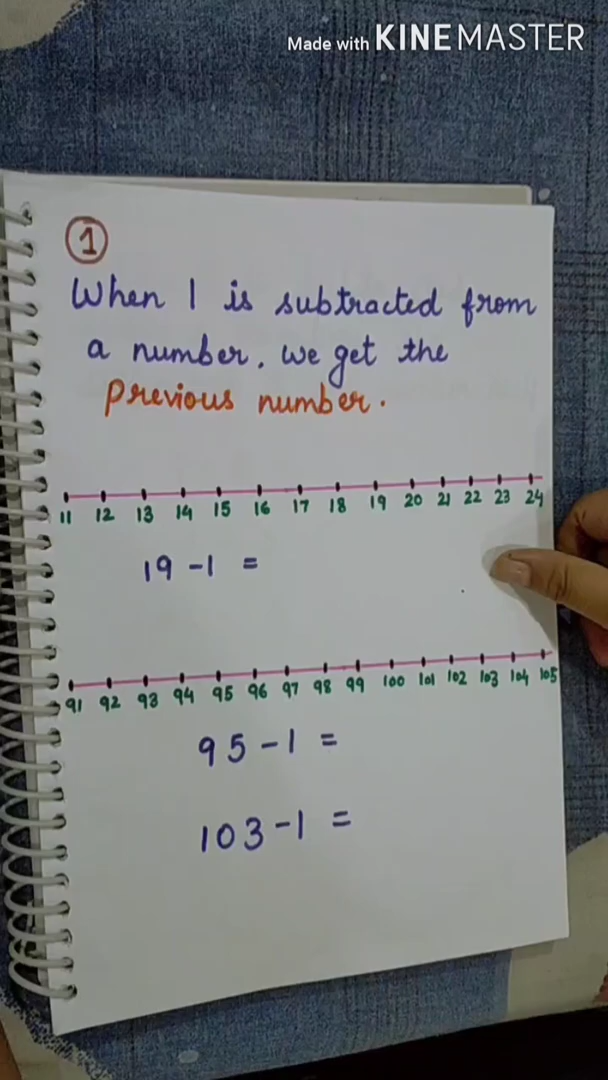 Made with KINEMASTER
1
When 1 is subtracted from
a number, we get the
Previous number.
11 12 13 14 15 16 17 18 19 20 21 22 23 24
19 - 1 =
91 92 93 94 95 96 97 98 99 100 101 102 103 104 105
95 - 1 =
103 - 1 =